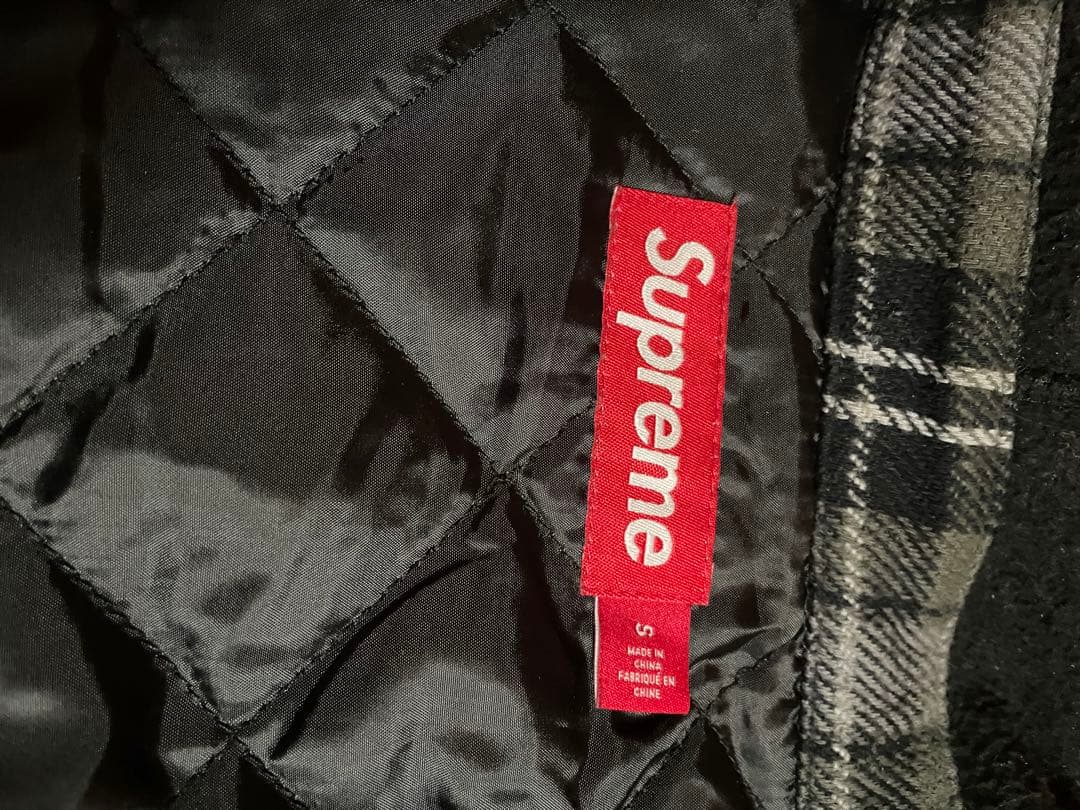 Supreme
S
MADE IN
CHINA
FABRIQUÉ EN
CHINE